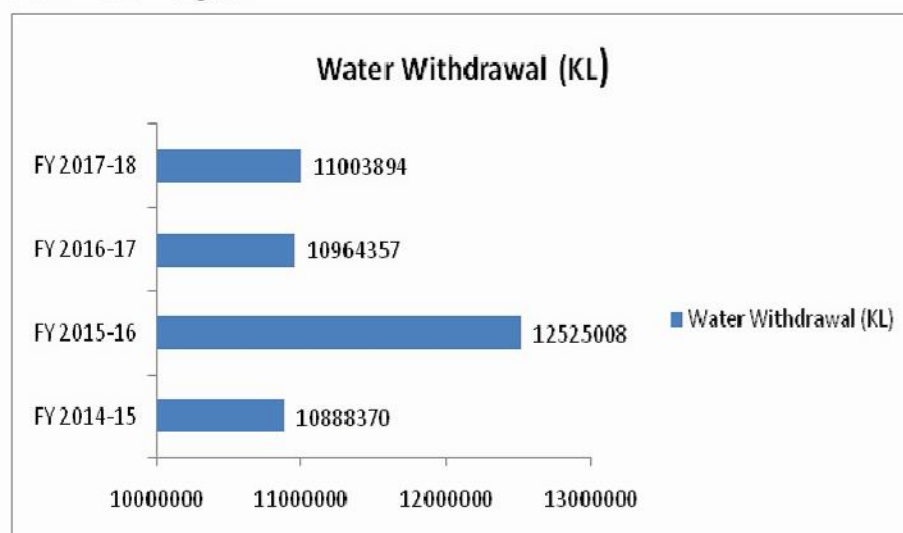 Water Withdrawal (KL)
FY 2017-18
11003894
FY 2016-17
10964357
FY 2015-16
12525008
Water Withdrawal (KL)
FY 2014-15
10888370
10000000 11000000 12000000 13000000